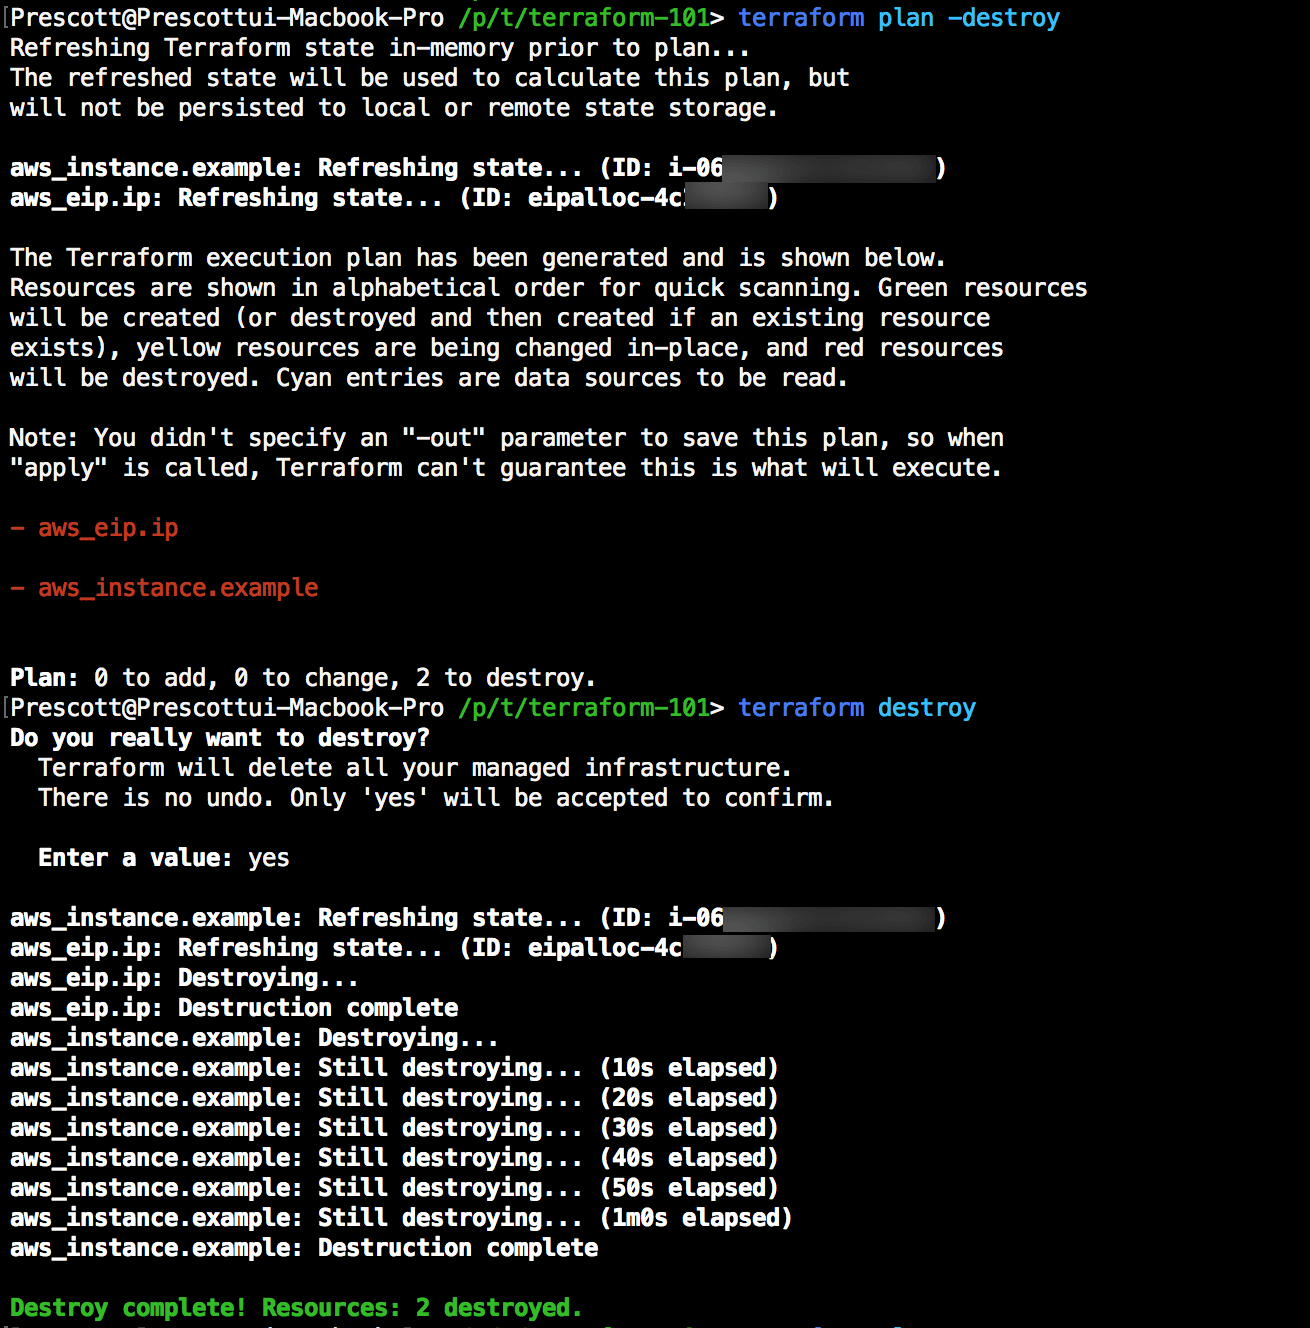 Prescott@Prescottui-Macbook-Pro /p/t/terraform-101> terraform plan -destroy
Refreshing Terraform state in-memory prior to plan...
The refreshed state will be used to calculate this plan, but
will not be persisted to local or remote state storage.
aws_instance.example: Refreshing state... (ID: i-06 )
aws_eip.ip: Refreshing state... (ID: eipalloc-4c )
The Terraform execution plan has been generated and is shown below.
Resources are shown in alphabetical order for quick scanning. Green resources
will be created (or destroyed and then created if an existing resource
exists), yellow resources are being changed in-place, and red resources
will be destroyed. Cyan entries are data sources to be read.
Note: You didn't specify an "-out" parameter to save this plan, so when
"apply" is called, Terraform can't guarantee this is what will execute.
- aws_eip.ip
- aws_instance.example
Plan: 0 to add, 0 to change, 2 to destroy.
Prescott@Prescottui-Macbook-Pro /p/t/terraform-101> terraform destroy
Do you really want to destroy?
Terraform will delete all your managed infrastructure.
There is no undo. Only 'yes' will be accepted to confirm.
Enter a value: yes
aws_instance.example: Refreshing state... (ID: i-06 )
aws_eip.ip: Refreshing state... (ID: eipalloc-4c )
aws_eip.ip: Destroying...
aws_eip.ip: Destruction complete
aws_instance.example: Destroying...
aws_instance.example: Still destroying... (10s elapsed)
aws_instance.example: Still destroying... (20s elapsed)
aws_instance.example: Still destroying... (30s elapsed)
aws_instance.example: Still destroying... (40s elapsed)
aws_instance.example: Still destroying... (50s elapsed)
aws_instance.example: Still destroying... (1m0s elapsed)
aws_instance.example: Destruction complete
Destroy complete! Resources: 2 destroyed.